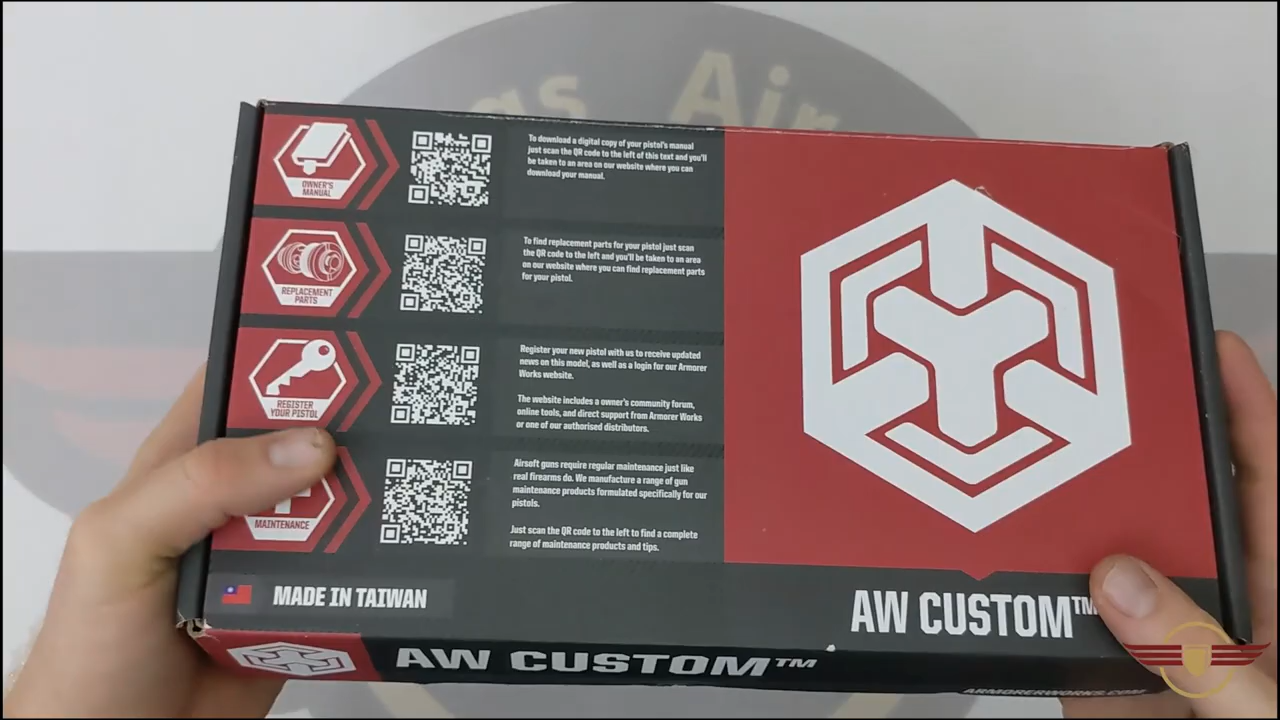 as Air
OWNER'S
MANUAL
To download a digital copy of your pistol's manual
just scan the QR code to the left of this text and you'll
be taken to an area on our website where you can
download your manual.
REPLACEMENT
PARTS
To find replacement parts for your pistol just scan
the QR code to the left and you'll be taken to an area
on our website where you can find replacement parts
for your pistol.
REGISTER
YOUR PISTOL
Register your new pistol with us to receive updated
news on this model, as well as a login for our Armorer
Works website.
The website includes a owner's community forum,
online tools, and direct support from Armorer Works
or one of our authorised distributors.
MAINTENANCE
Airsoft guns require regular maintenance just like
real firearms do. We manufacture a range of gun
maintenance products formulated specifically for our
pistols.
Just scan the QR code to the left to find a complete
range of maintenance products and tips.
MADE IN TAIWAN
AW CUSTOM™
AW CUSTOM™
ARMORERWORKS.COM